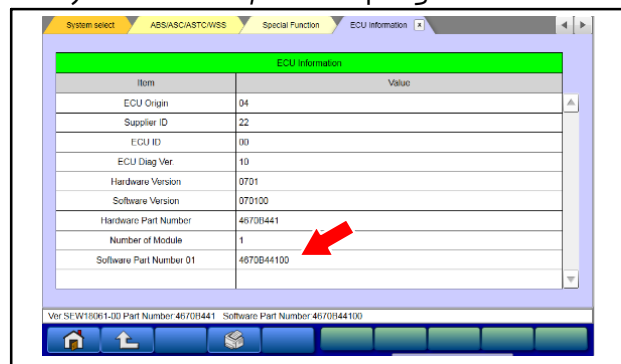 System select ABS/ASC/ASTC/WSS Special Function ECU Information x
ECU Information
Item Value
ECU Origin 04
Supplier ID 22
ECU ID 00
ECU Diag Ver. 10
Hardware Version 0701
Software Version 070100
Hardware Part Number 4670B441
Number of Module 1
Software Part Number 01 4670B44100
Ver.SEW18061-00 Part Number:4670B441 Software Part Number:4670B44100